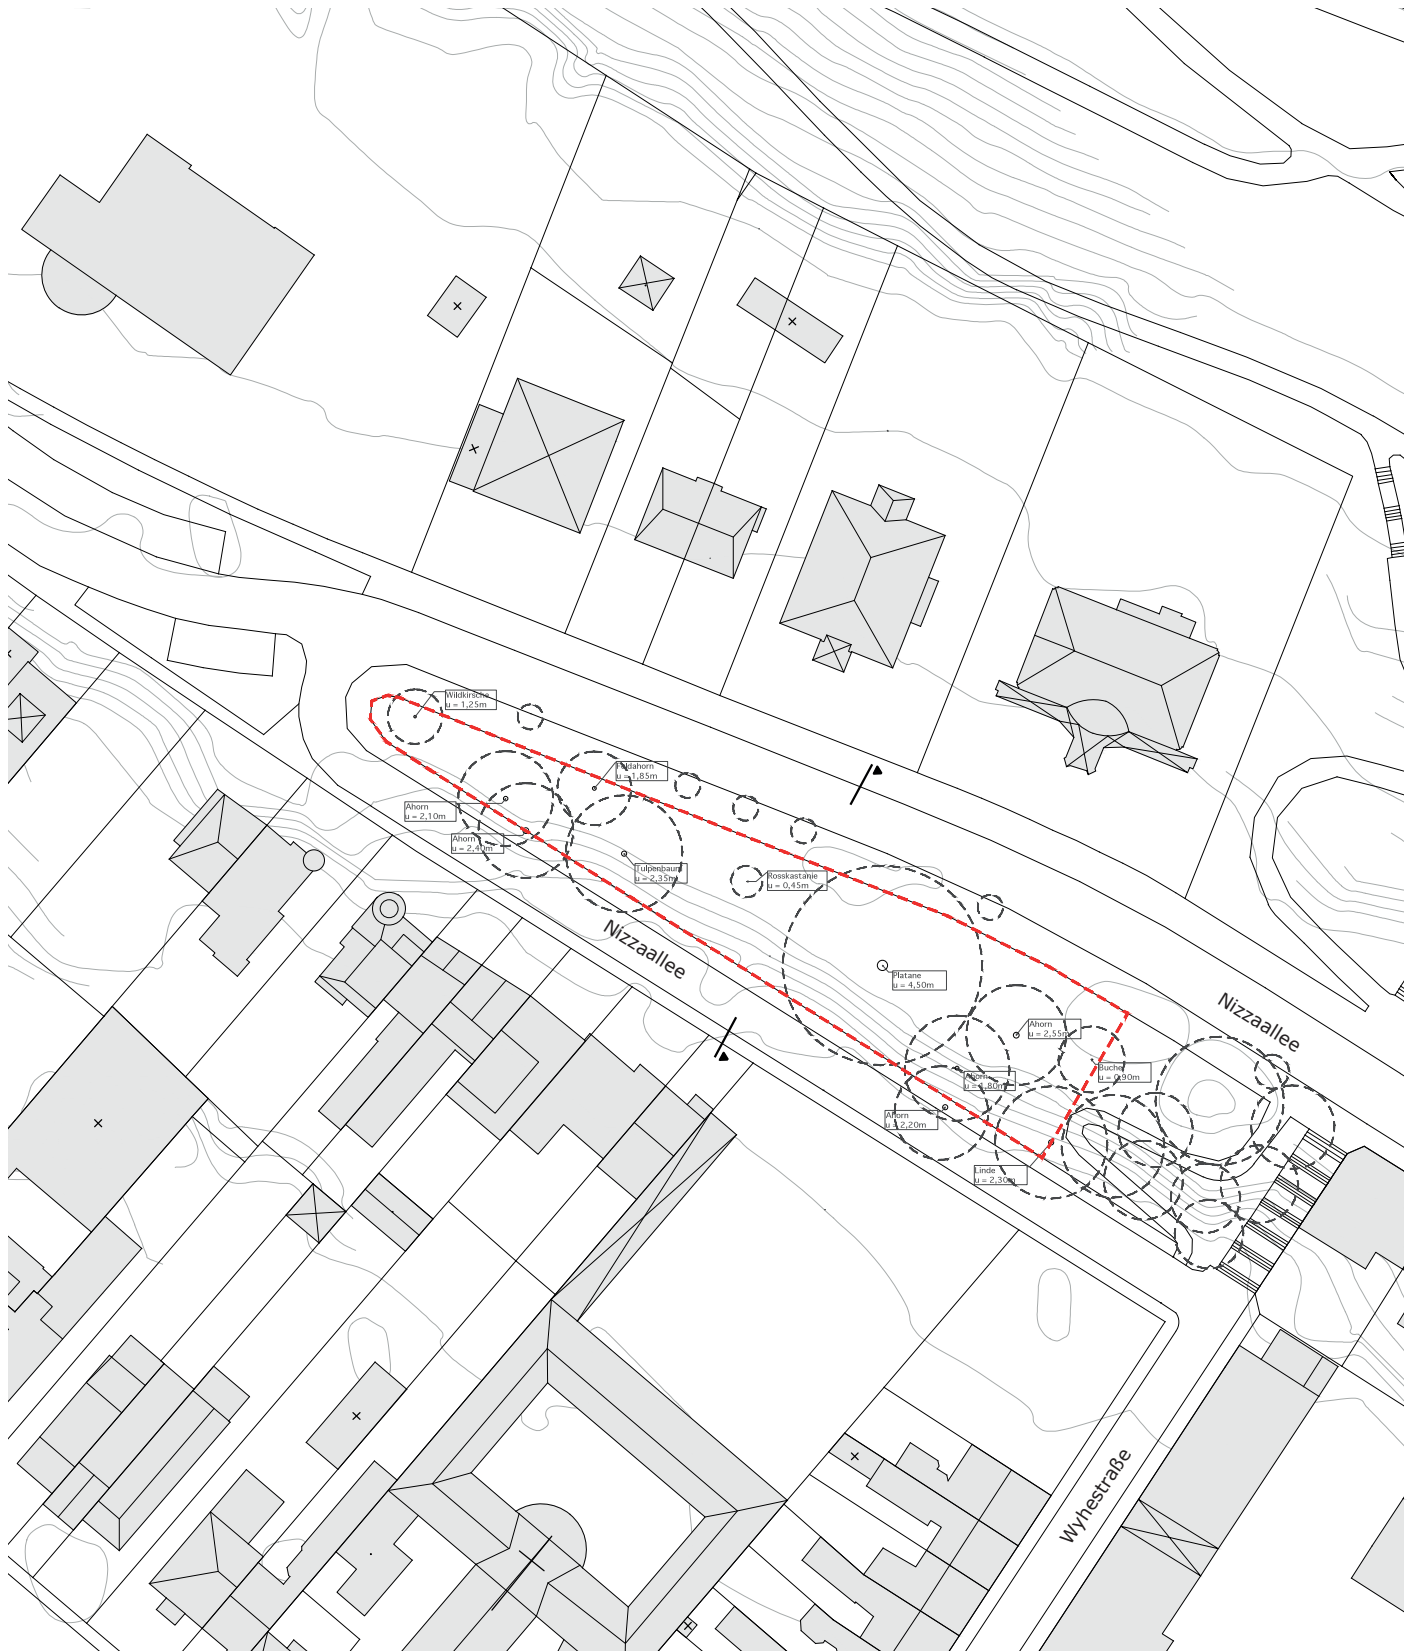 Wildkirsche
u = 1,25m
Feldahorn
u = 1,85m
Ahorn
u = 2,10m
Ahorn
u = 2,40m
Tulpenbaum
u = 2,35m
Rosskastanie
u = 0,45m
Nizzaallee
Platane
u = 4,50m
Nizzaallee
Ahorn
u = 2,55m
Buche
u = 0,90m
Ahorn
u = 1,80m
Ahorn
u = 2,20m
Linde
u = 2,30m
Wyhestraße